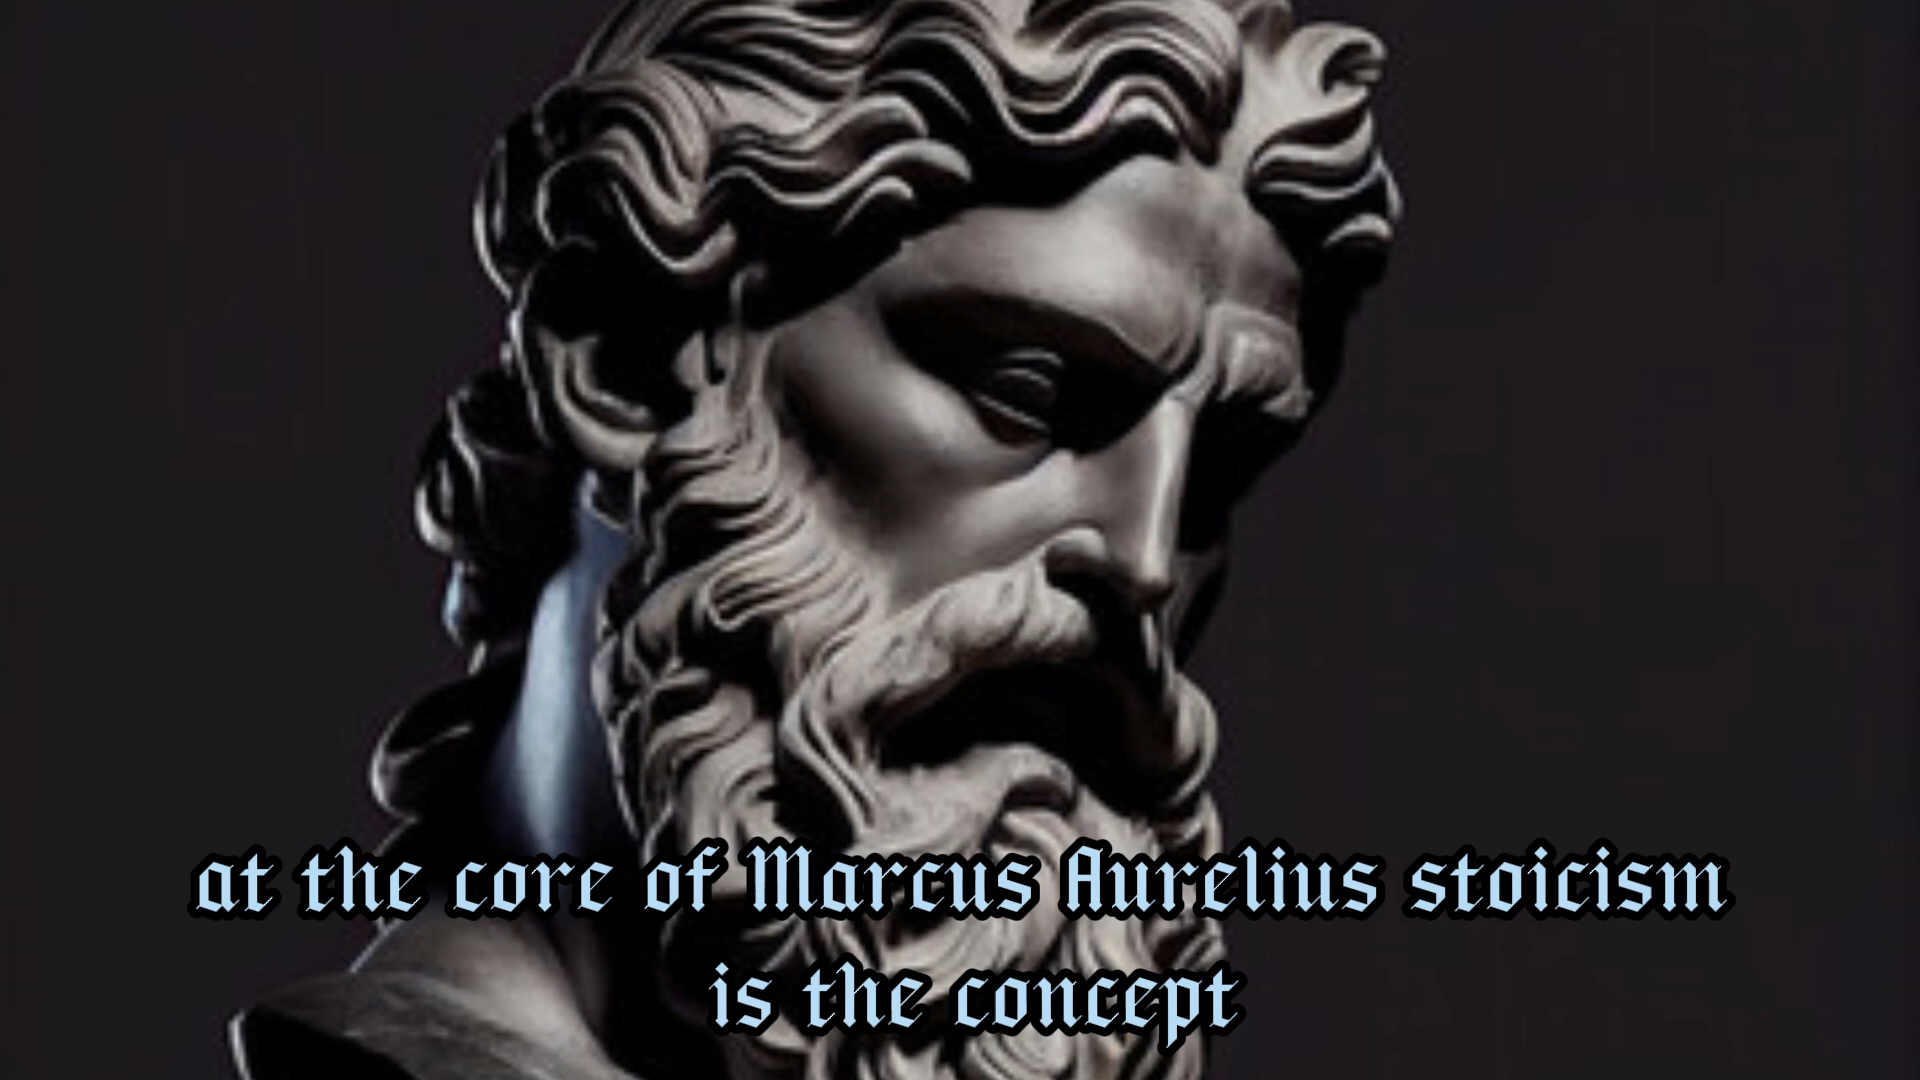 at the core of Marcus Aurelius stoicism
is the concept